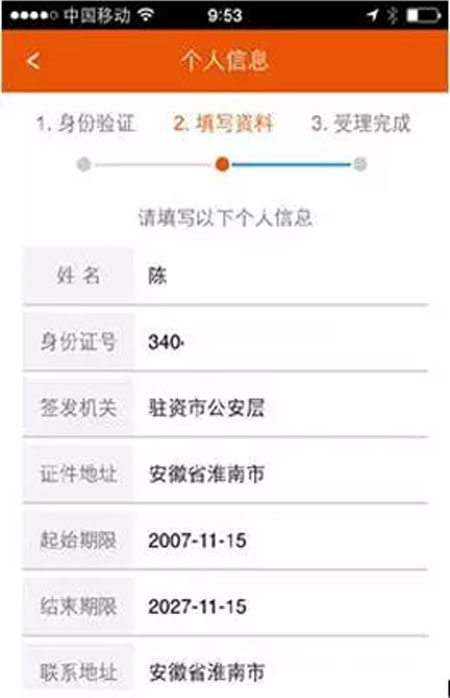 中国移动 9:53
个人信息
1. 身份验证 2. 填写资料 3. 受理完成
请填写以下个人信息
姓名 陈
身份证号 340
签发机关 驻资市公安层
证件地址 安徽省淮南市
起始期限 2007-11-15
结束期限 2027-11-15
联系地址 安徽省淮南市